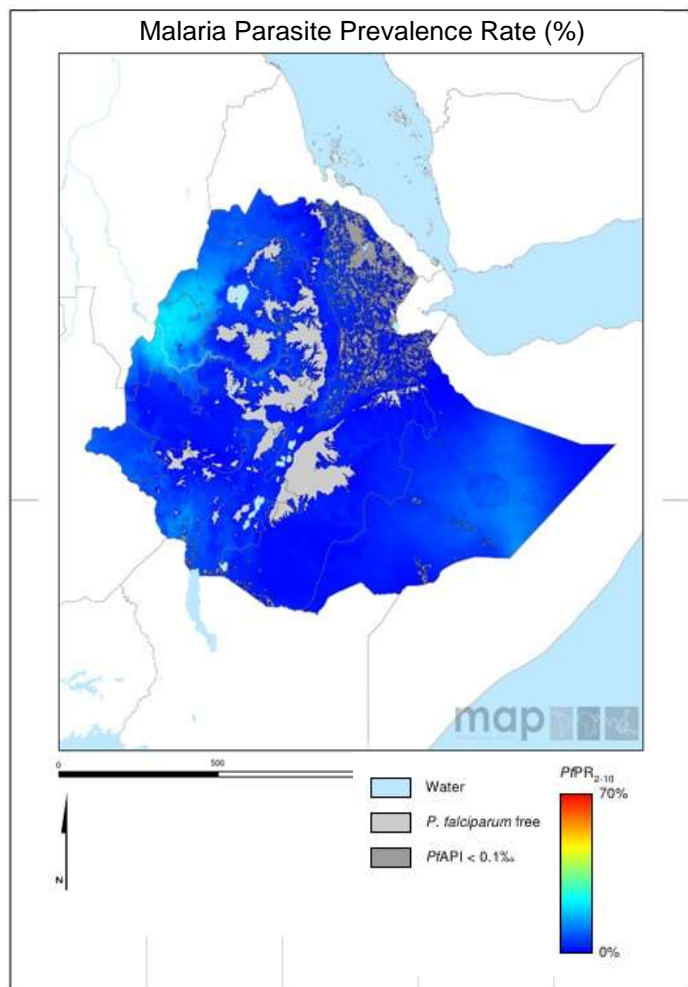 Malaria Parasite Prevalence Rate (%)
map
0 500
Water
P. falciparum free
PfAPI < 0.1‰
PfPR2-10
70%
0%
N